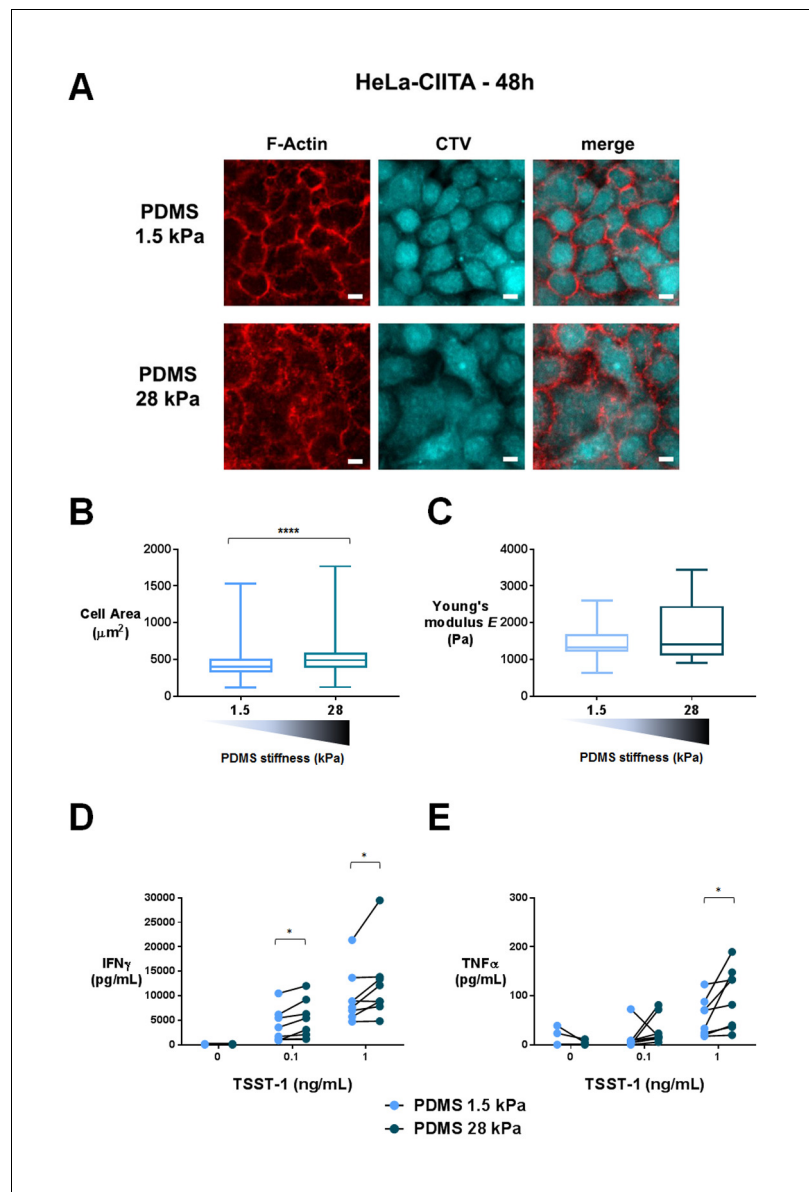 A
HeLa-CIITA - 48h
F-Actin CTV merge
PDMS
1.5 kPa
PDMS
28 kPa
B
****
2000
1500
1000
500
0
Cell Area
(μm²)
1.5 28
PDMS stiffness (kPa)
C
4000
3000
2000
1000
0
Young's
modulus E
(Pa)
1.5 28
PDMS stiffness (kPa)
D
*
*
30000
25000
20000
15000
10000
5000
0
IFNγ
(pg/mL)
0 0.1 1
TSST-1 (ng/mL)
E
*
300
200
100
0
TNFα
(pg/mL)
0 0.1 1
TSST-1 (ng/mL)
PDMS 1.5 kPa
PDMS 28 kPa